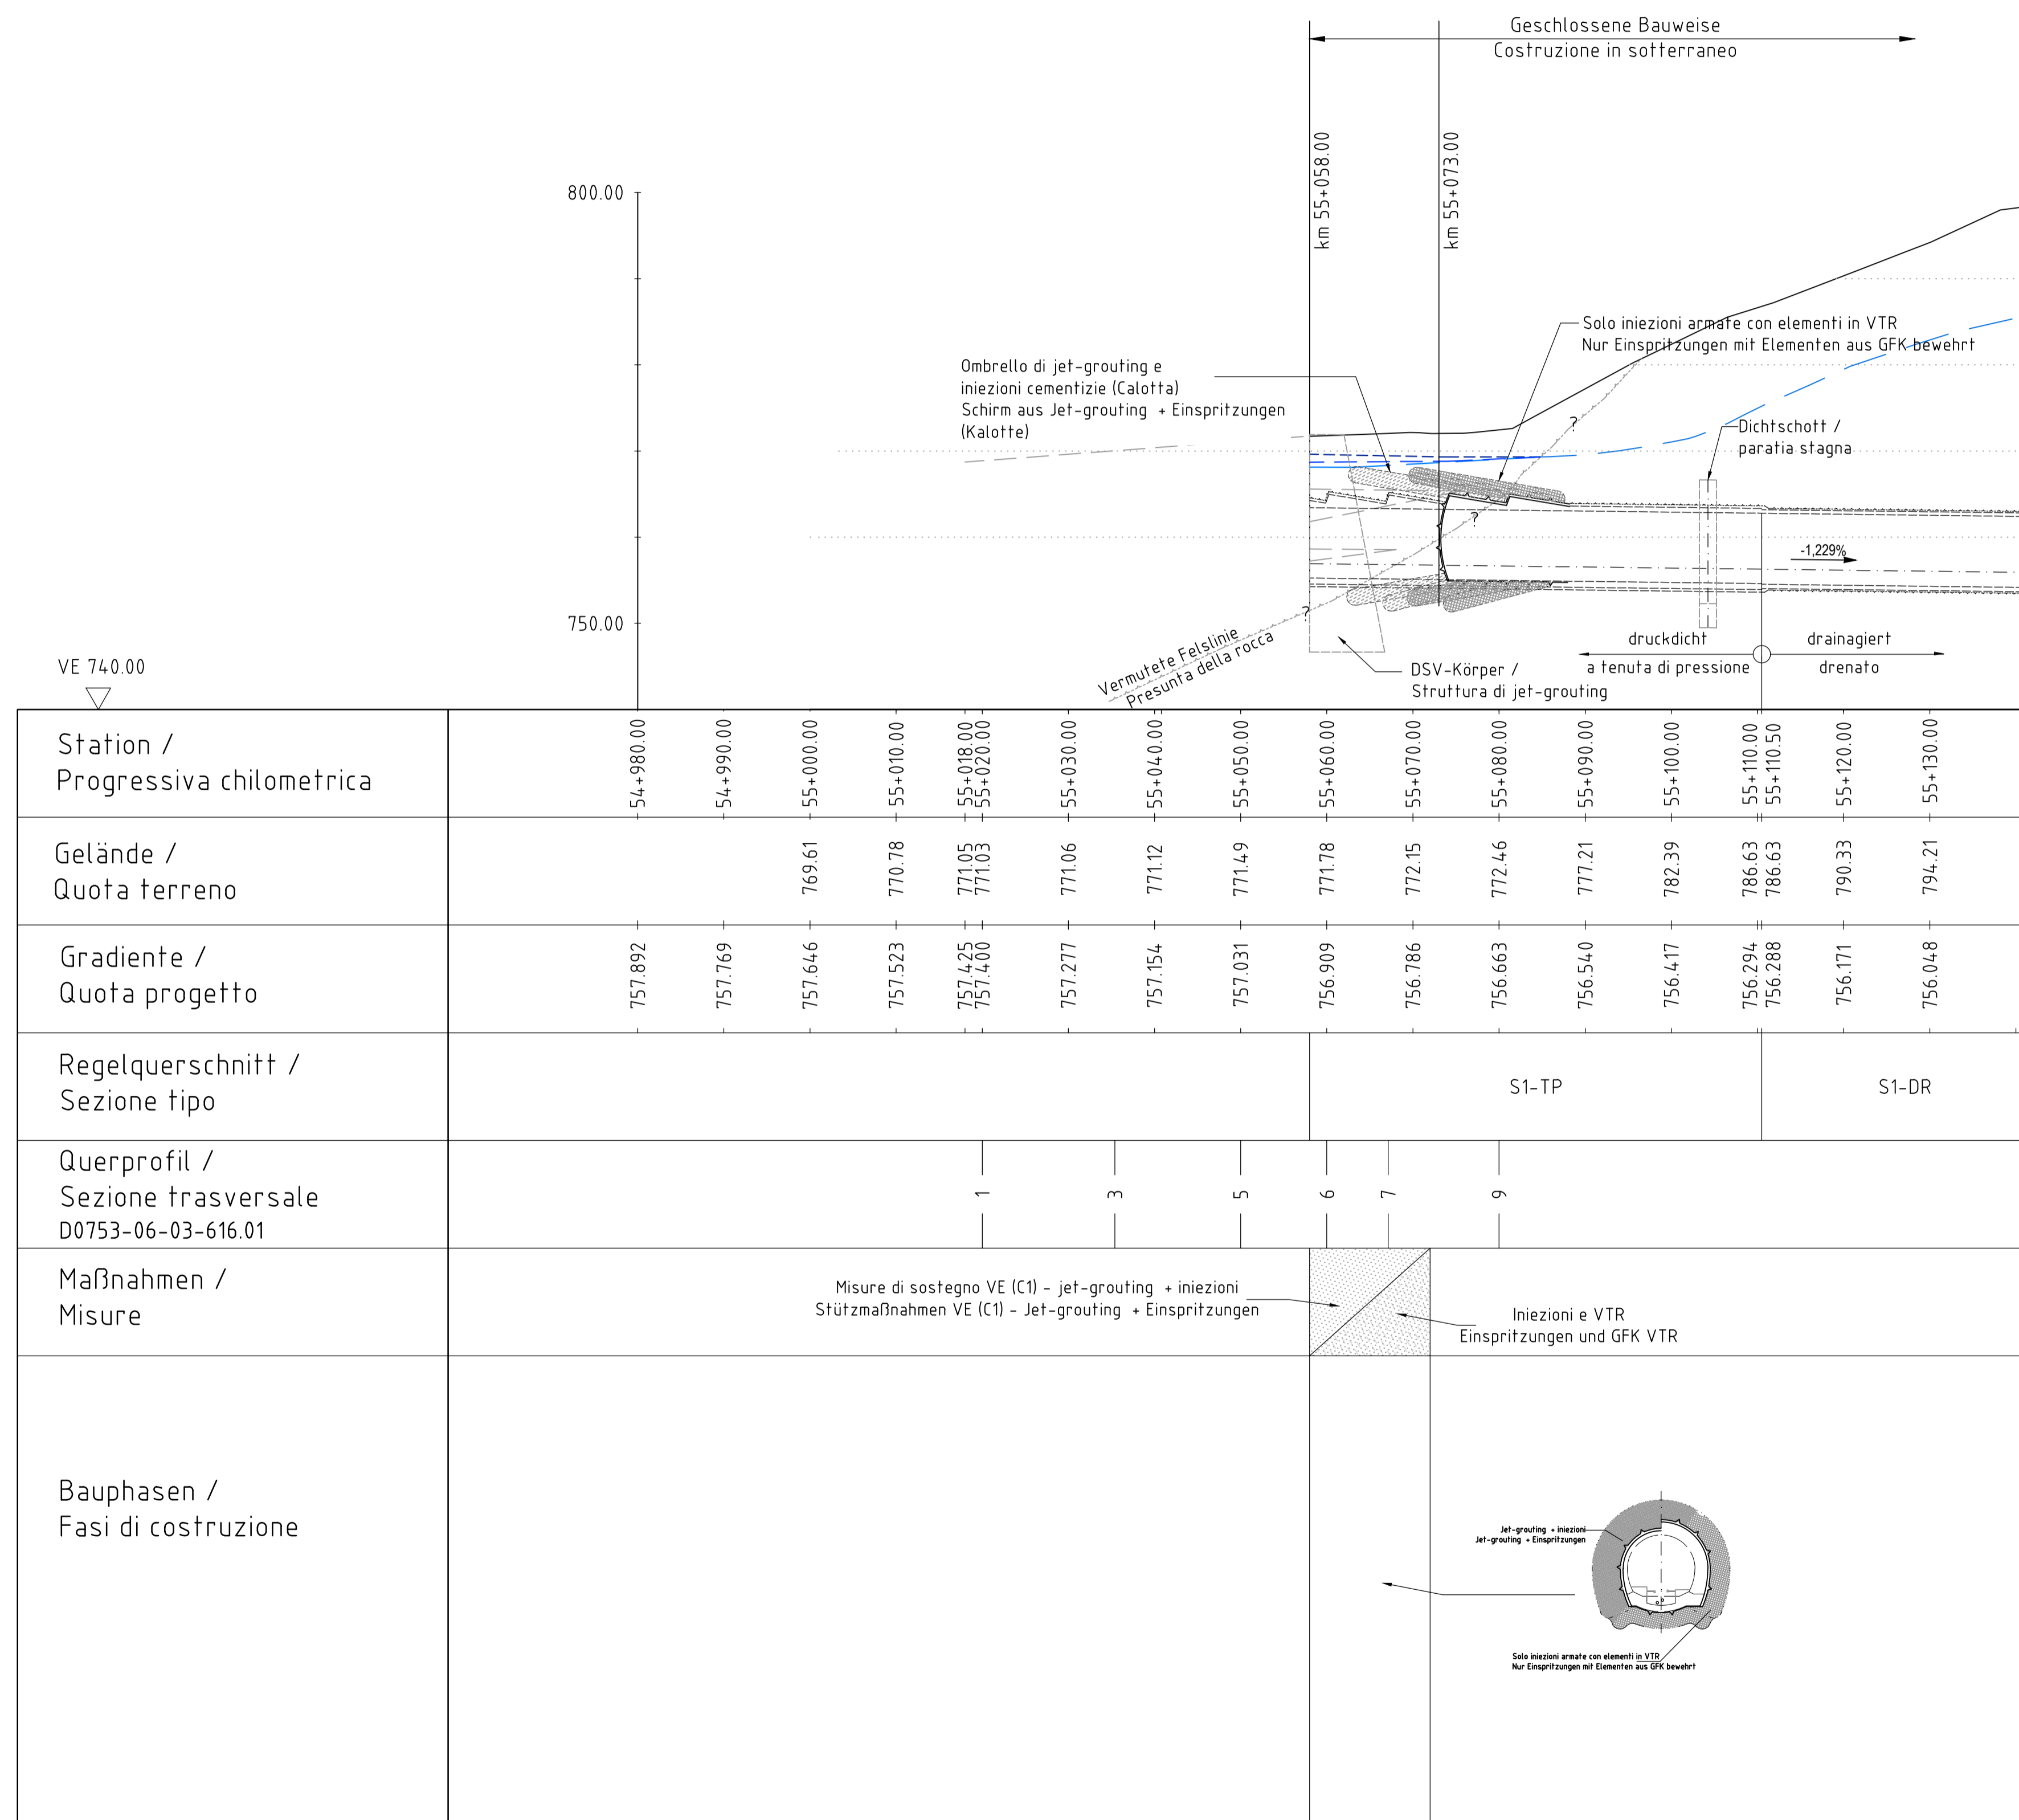 Geschlossene Bauweise
Costruzione in sotterraneo
km 55+058.00
km 55+073.00
800.00
Solo iniezioni armate con elementi in VTR
Nur Einspritzungen mit Elementen aus GFK bewehrt
Ombrello di jet-grouting e
iniezioni cementizie (Calotta)
Schirm aus Jet-grouting + Einspritzungen
(Kalotte)
?
Dichtschott /
paratia stagna
?
-1,229%
?
750.00
Vermutete Felslinie
Presunta della rocca
druckdicht
a tenuta di pressione
drainagiert
drenato
DSV-Körper /
Struttura di jet-grouting
VE 740.00
Station /
Progressiva chilometrica
54+980.00
54+990.00
55+000.00
55+010.00
55+018.00
55+020.00
55+030.00
55+040.00
55+050.00
55+060.00
55+070.00
55+080.00
55+090.00
55+100.00
55+110.00
55+110.50
55+120.00
55+130.00
Gelände /
Quota terreno
769.61
770.78
771.05
771.03
771.06
771.12
771.49
771.78
772.15
772.46
777.21
782.39
786.63
786.63
790.33
794.21
Gradiente /
Quota progetto
757.892
757.769
757.646
757.523
757.425
757.400
757.277
757.154
757.031
756.909
756.786
756.663
756.540
756.417
756.294
756.288
756.171
756.048
Regelquerschnitt /
Sezione tipo
S1-TP
S1-DR
Querprofil /
Sezione trasversale
D0753-06-03-616.01
1
3
5
6
7
9
Maßnahmen /
Misure
Misure di sostegno VE (C1) - jet-grouting + iniezioni
Stützmaßnahmen VE (C1) - Jet-grouting + Einspritzungen
Iniezioni e VTR
Einspritzungen und GFK VTR
Bauphasen /
Fasi di costruzione
Jet-grouting + iniezioni
Jet-grouting + Einspritzungen
Solo iniezioni armate con elementi in VTR
Nur Einspritzungen mit Elementen aus GFK bewehrt